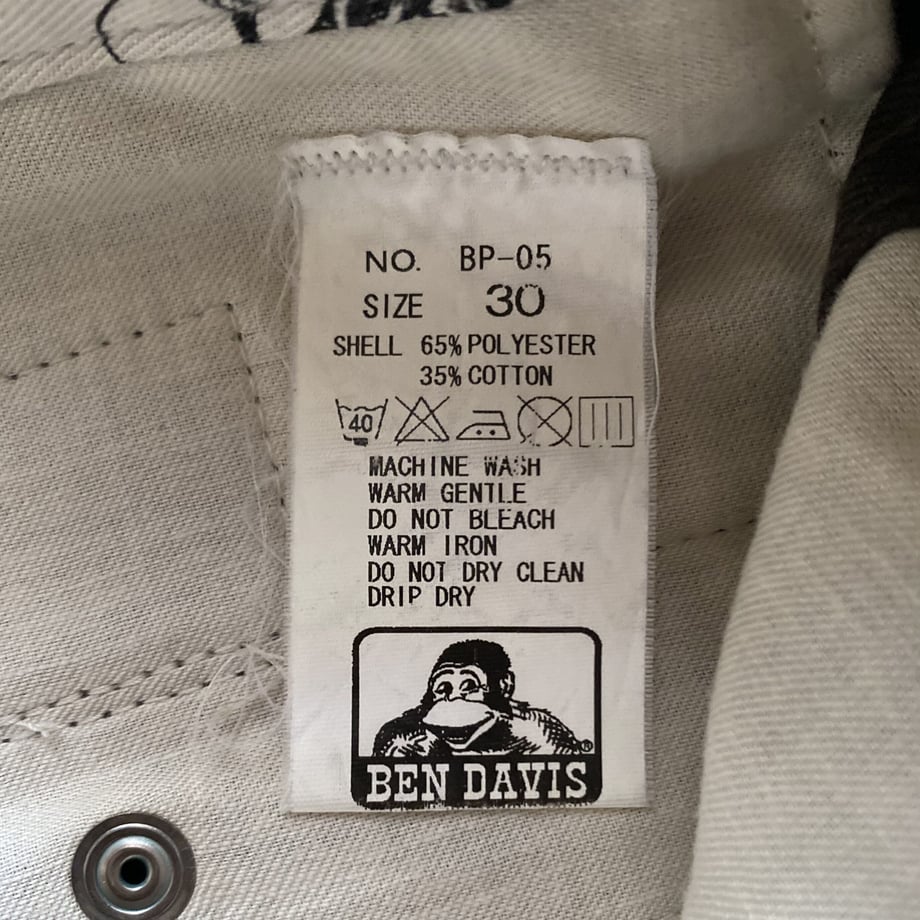 NO. BP-05
SIZE 30
SHELL 65% POLYESTER
35% COTTON
40
MACHINE WASH
WARM GENTLE
DO NOT BLEACH
WARM IRON
DO NOT DRY CLEAN
DRIP DRY
®
BEN DAVIS